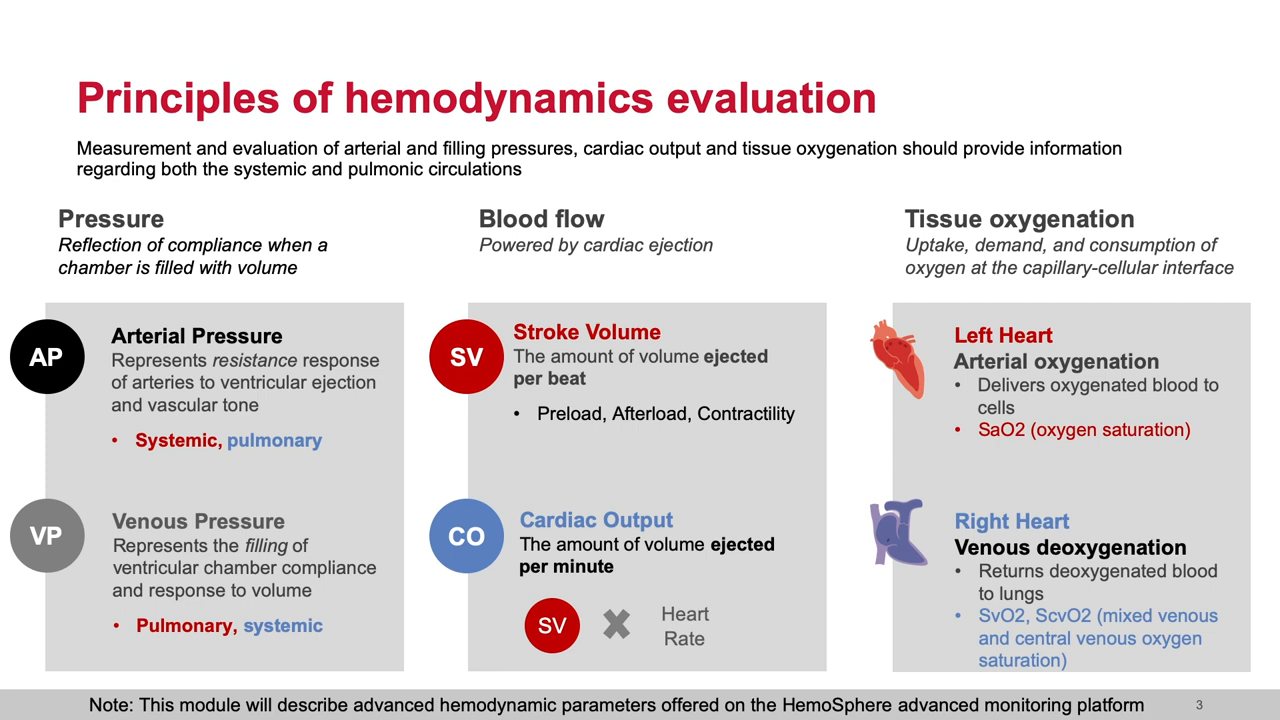 Principles of hemodynamics evaluation
Measurement and evaluation of arterial and filling pressures, cardiac output and tissue oxygenation should provide information
regarding both the systemic and pulmonic circulations
Pressure
Reflection of compliance when a
chamber is filled with volume
AP
Arterial Pressure
Represents resistance response
of arteries to ventricular ejection
and vascular tone
• Systemic, pulmonary
VP
Venous Pressure
Represents the filling of
ventricular chamber compliance
and response to volume
• Pulmonary, systemic
Blood flow
Powered by cardiac ejection
SV
Stroke Volume
The amount of volume ejected
per beat
• Preload, Afterload, Contractility
CO
Cardiac Output
The amount of volume ejected
per minute
SV
Heart
Rate
Tissue oxygenation
Uptake, demand, and consumption of
oxygen at the capillary-cellular interface
Left Heart
Arterial oxygenation
• Delivers oxygenated blood to
cells
• SaO2 (oxygen saturation)
Right Heart
Venous deoxygenation
• Returns deoxygenated blood
to lungs
• SvO2, ScvO2 (mixed venous
and central venous oxygen
saturation)
Note: This module will describe advanced hemodynamic parameters offered on the HemoSphere advanced monitoring platform
3